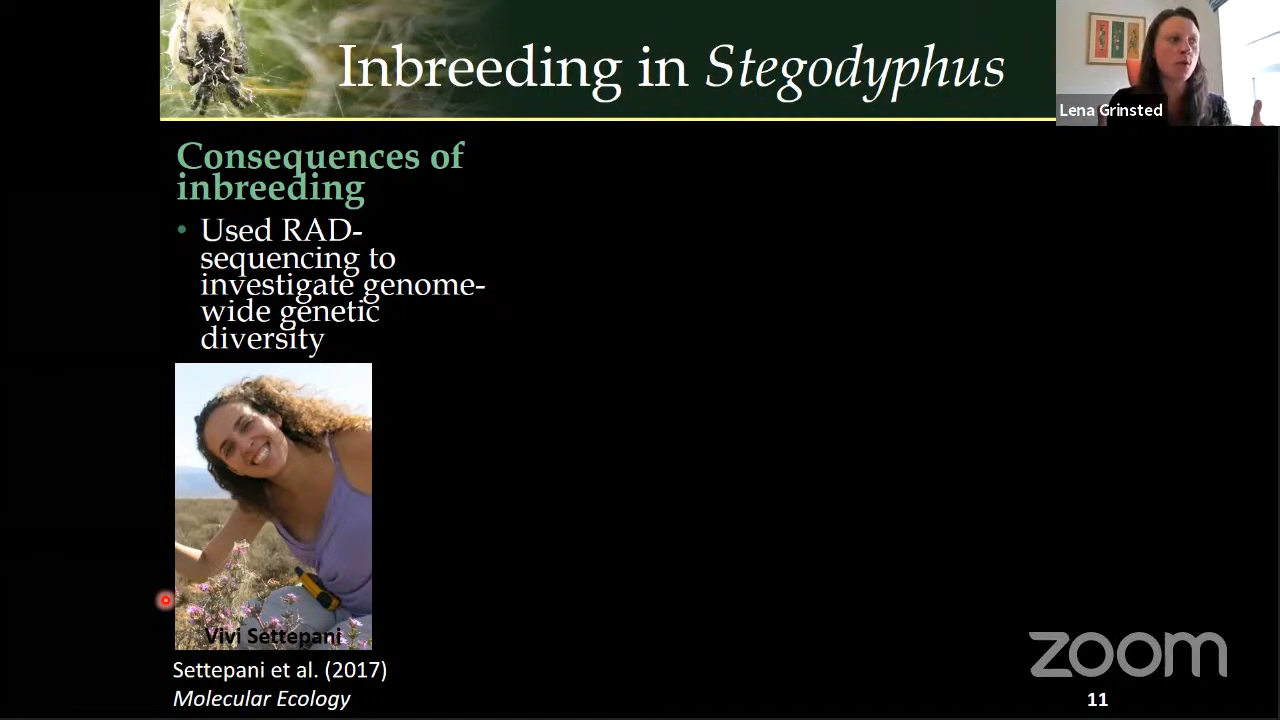 Inbreeding in Stegodyphus
Lena Grinsted
Consequences of
inbreeding
• Used RAD-
sequencing to
investigate genome-
wide genetic
diversity
Vivi Settepani
Settepani et al. (2017)
Molecular Ecology
zoom
11